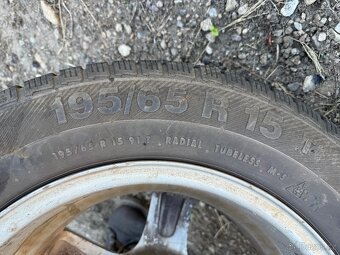 195/65 R 15
195/65 R 15 91 T RADIAL TUBELESS M+S